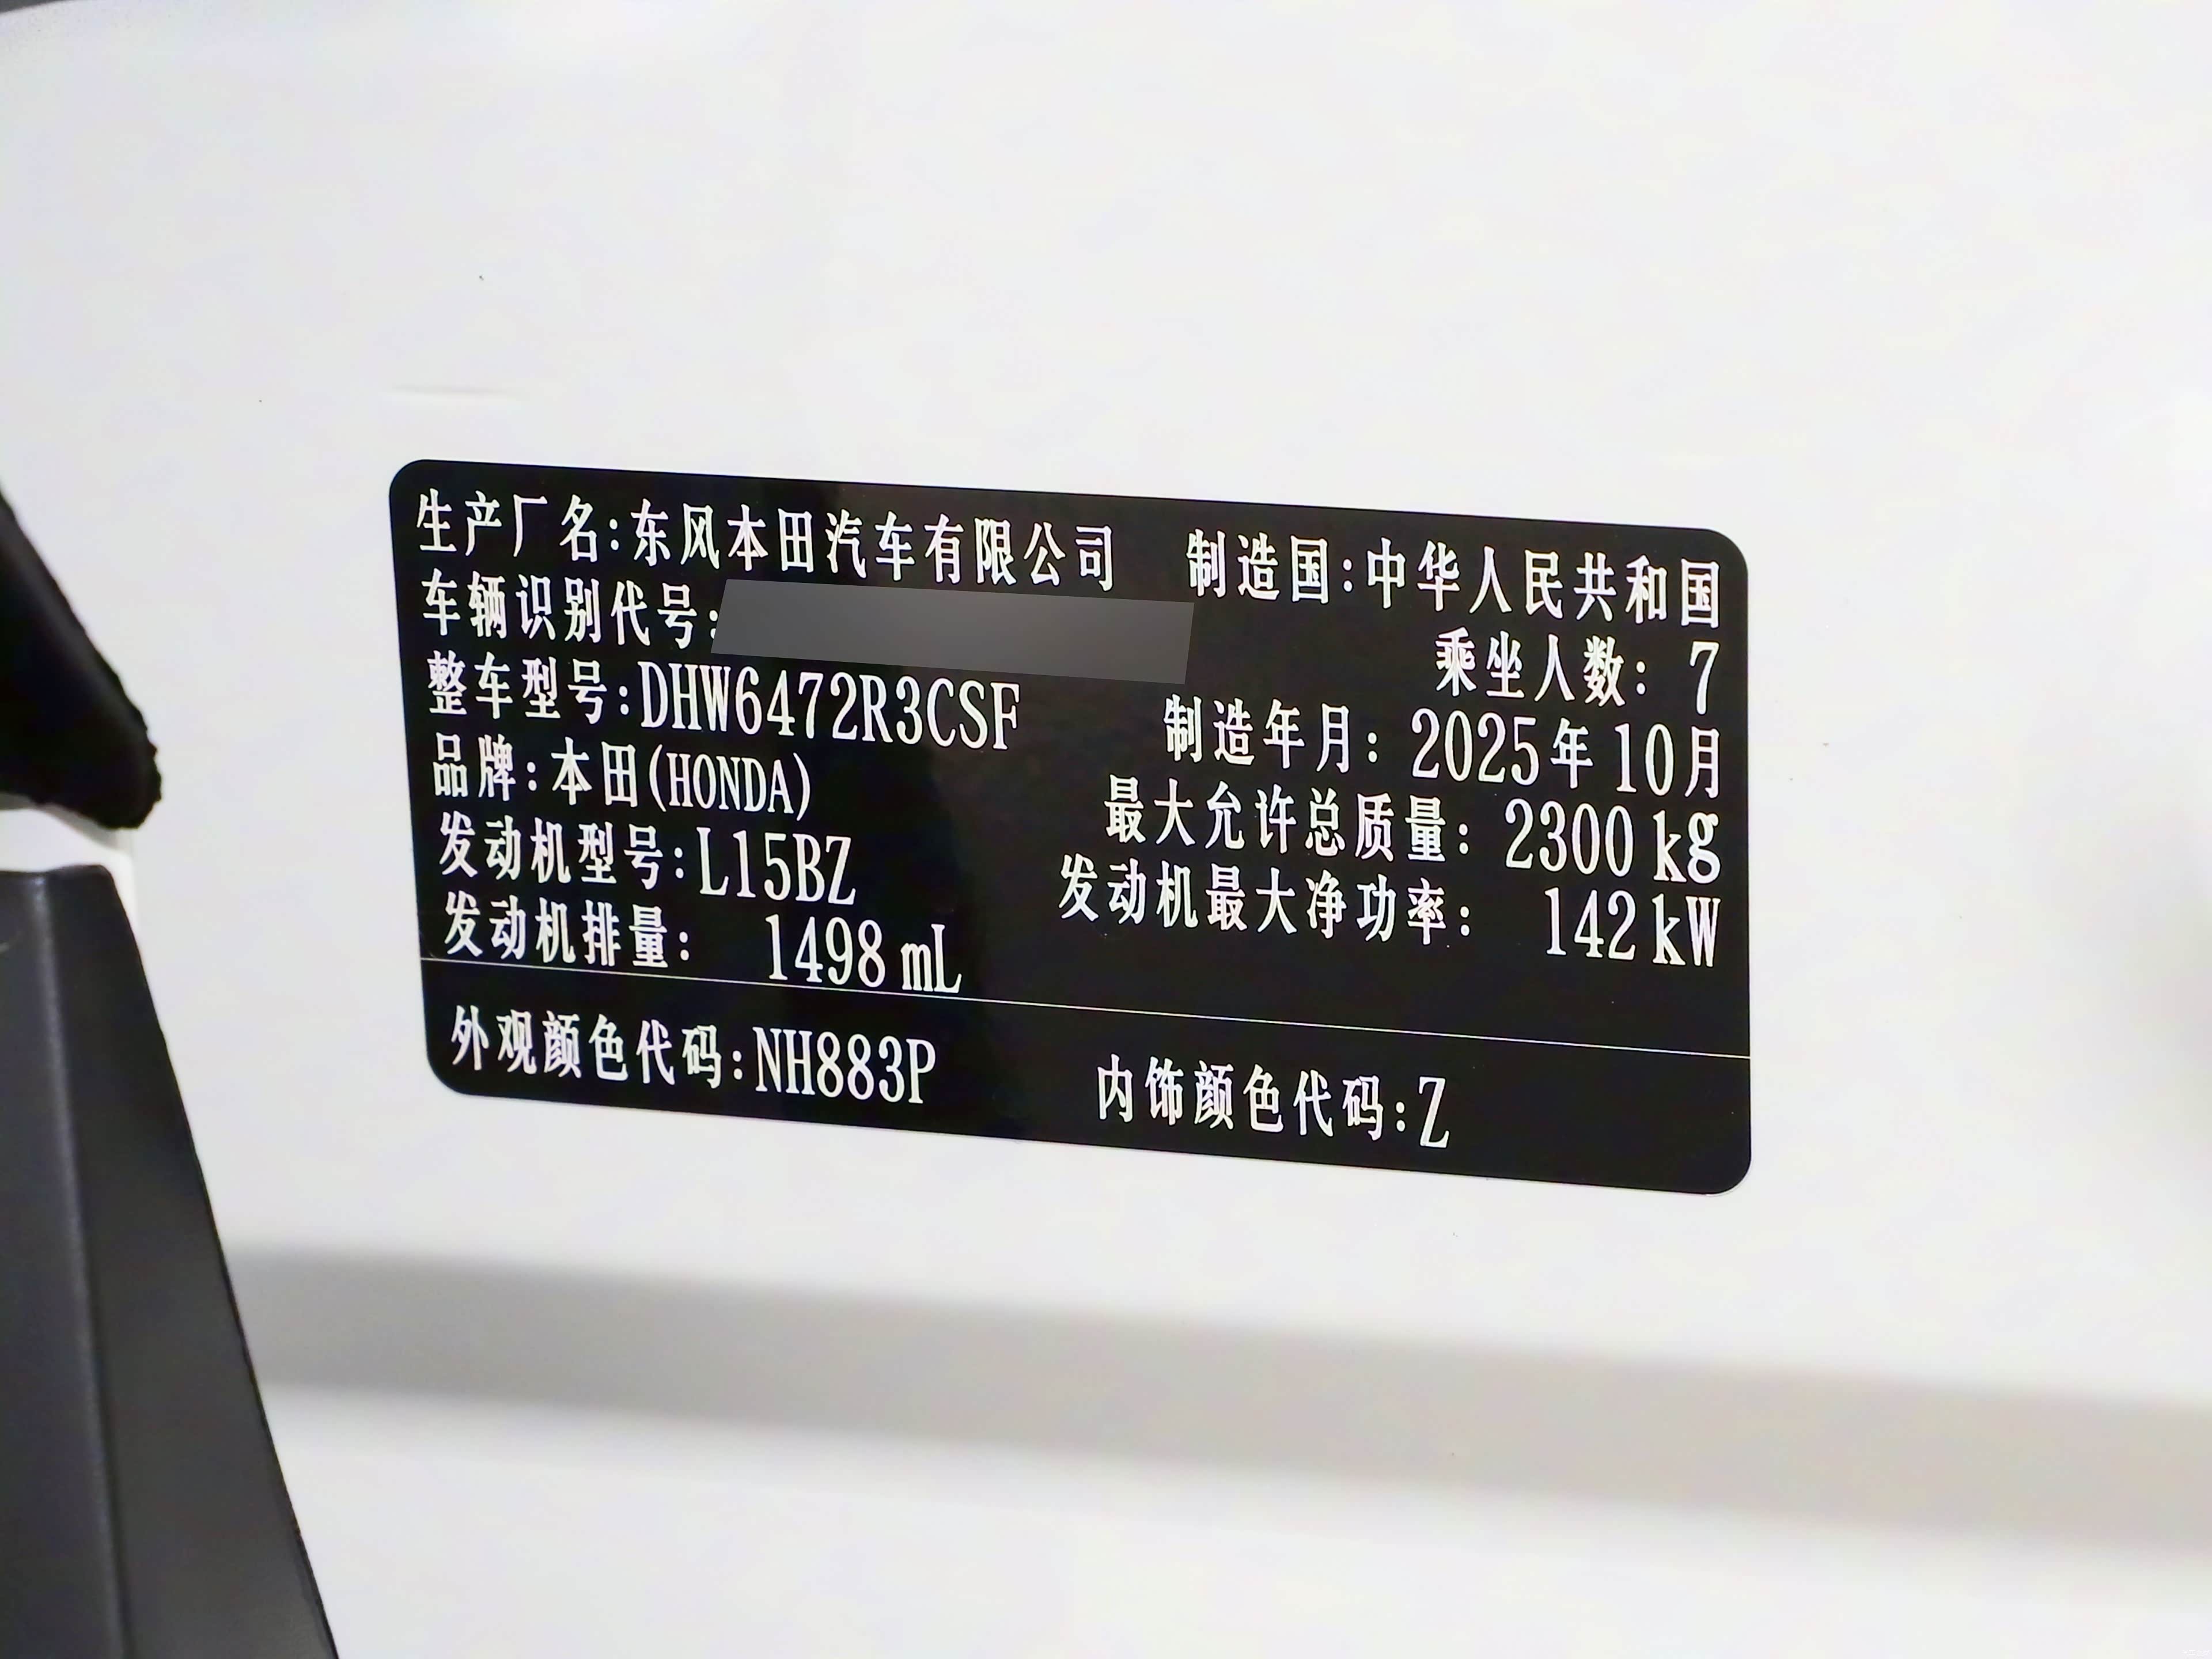 生产厂名:东风本田汽车有限公司 制造国:中华人民共和国
车辆识别代号: 乘坐人数: 7
整车型号:DHW6472R3CSF 制造年月: 2025年10月
品牌:本田(HONDA) 最大允许总质量: 2300 kg
发动机型号:L15BZ 发动机最大净功率: 142 kW
发动机排量: 1498 mL
外观颜色代码:NH883P 内饰颜色代码:Z